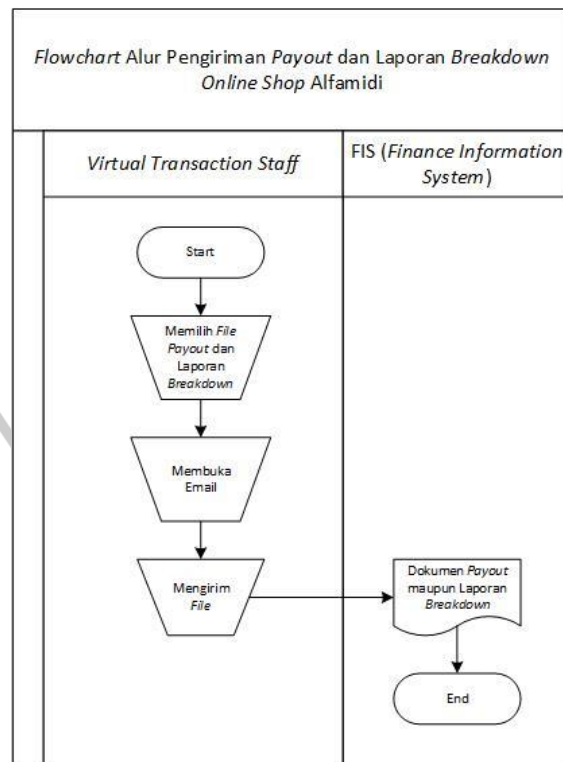 Flowchart Alur Pengiriman Payout dan Laporan Breakdown
Online Shop Alfamidi
Virtual Transaction Staff
FIS (Finance Information
System)
Start
Memilih File
Payout dan
Laporan
Breakdown
Membuka
Email
Mengirim
File
Dokumen Payout
maupun Laporan
Breakdown
End